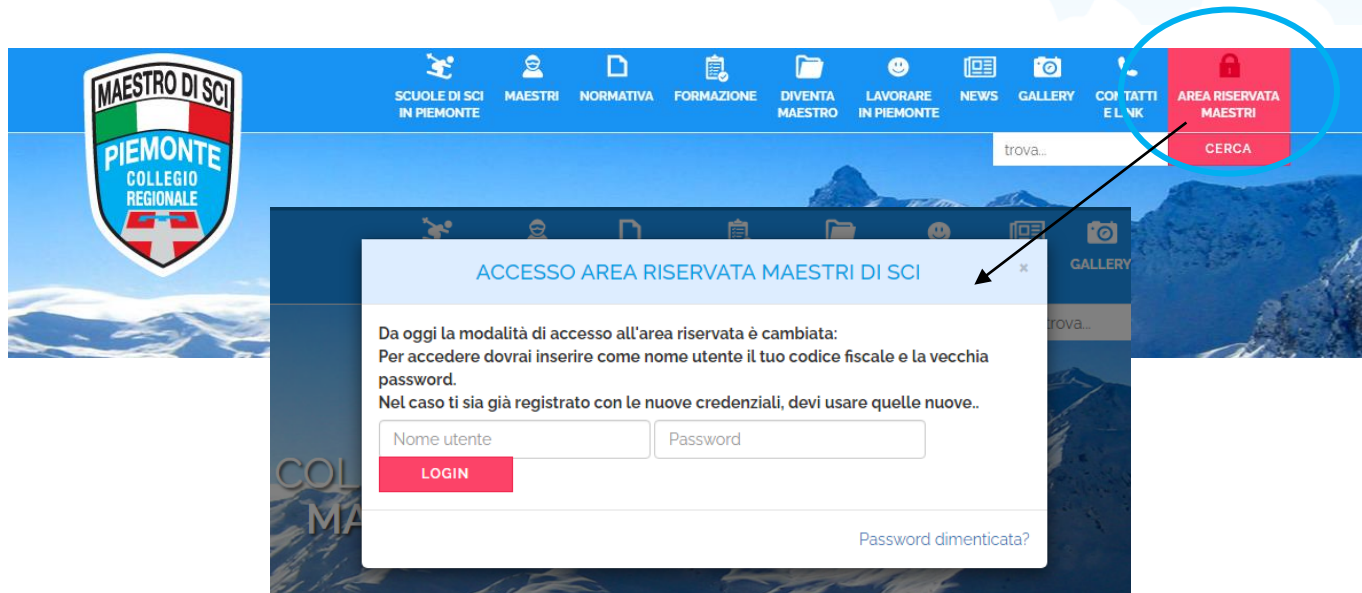 MAESTRO DI SCI
PIEMONTE
COLLEGIO
REGIONALE
SCUOLE DI SCI
IN PIEMONTE
MAESTRI
NORMATIVA
FORMAZIONE
DIVENTA
MAESTRO
LAVORARE
IN PIEMONTE
NEWS
GALLERY
CONTATTI
E LINK
AREA RISERVATA
MAESTRI
trova...
CERCA
GALLERY
trova...
ACCESSO AREA RISERVATA MAESTRI DI SCI
×
Da oggi la modalità di accesso all'area riservata è cambiata:
Per accedere dovrai inserire come nome utente il tuo codice fiscale e la vecchia
password.
Nel caso ti sia già registrato con le nuove credenziali, devi usare quelle nuove..
Nome utente
Password
LOGIN
Password dimenticata?
COL
MA